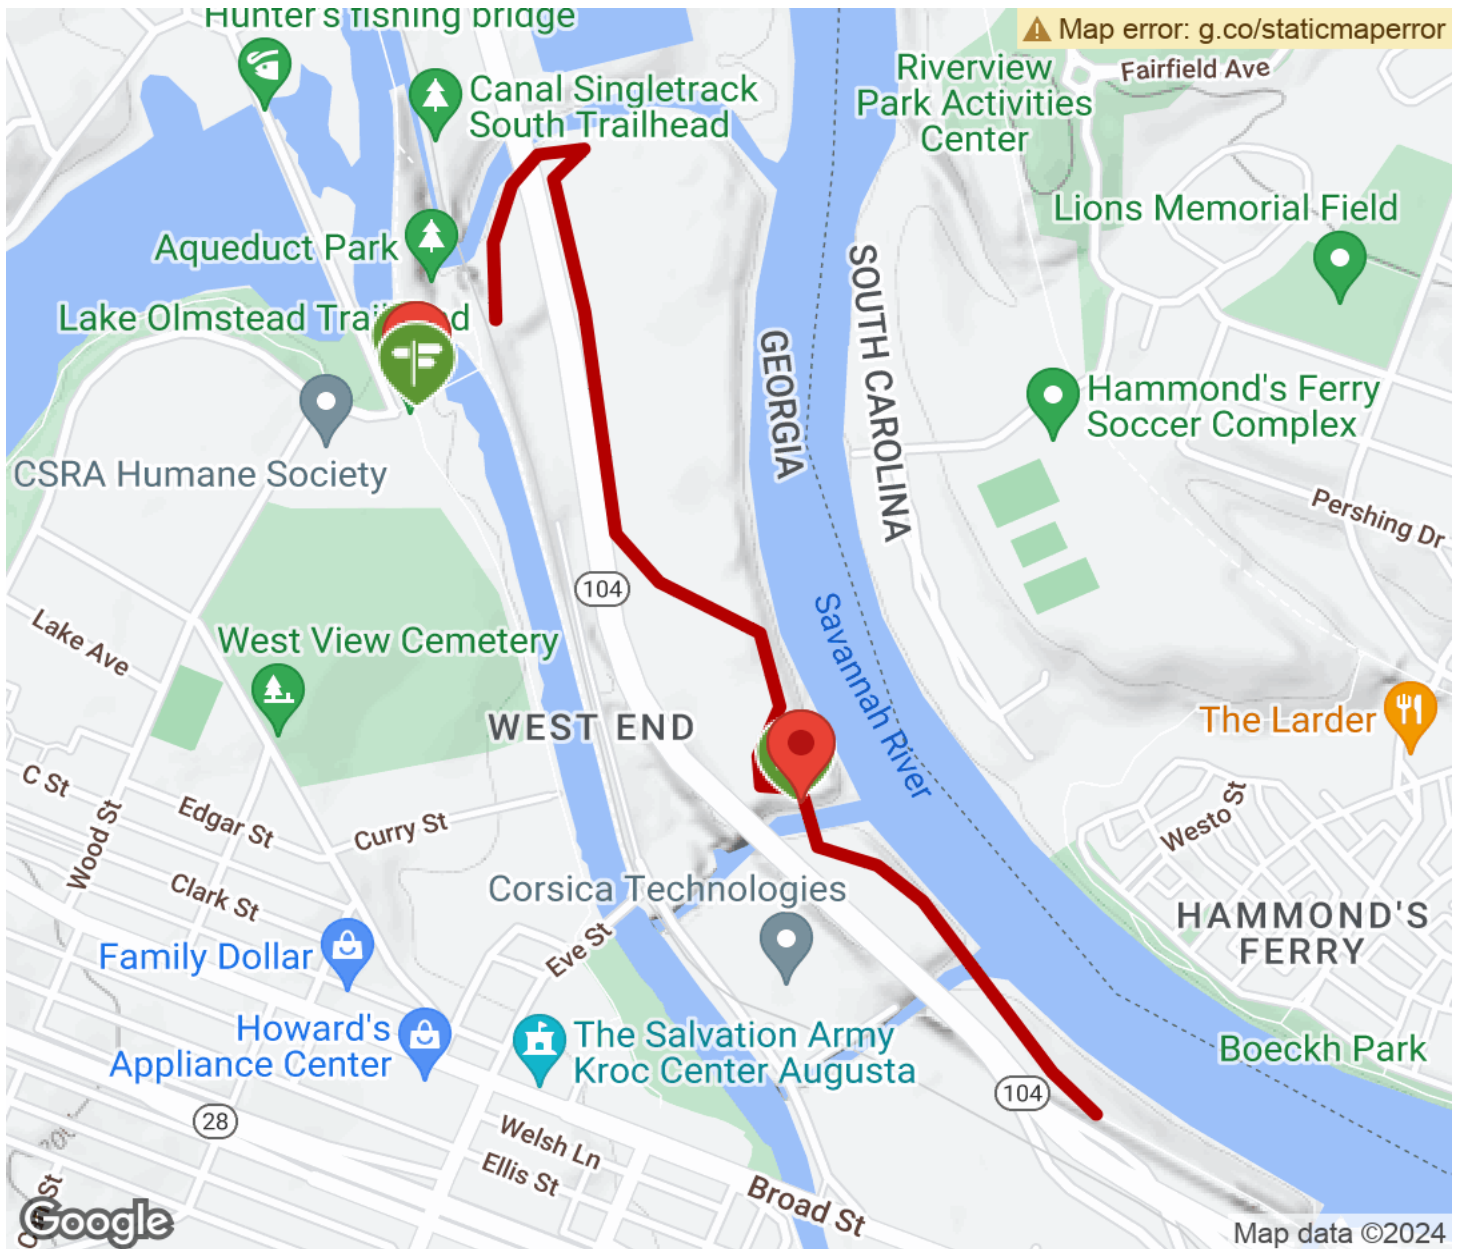 Hunter's fishing bridge
Map error: g.co/staticmaperror
Canal Singletrack
South Trailhead
Riverview
Park Activities
Center
Fairfield Ave
Lions Memorial Field
Aqueduct Park
Lake Olmstead
SOUTH CAROLINA
GEORGIA
Hammond's Ferry
Soccer Complex
CSRA Humane Society
Pershing Dr
104
Savannah River
Lake Ave
West View Cemetery
WEST END
The Larder
C St
Wood St
Edgar St
Curry St
Westo St
Clark St
Corsica Technologies
HAMMOND'S
FERRY
Family Dollar
Eve St
Howard's
Appliance Center
The Salvation Army
Kroc Center Augusta
Boeckh Park
104
28
Welsh Ln
Ellis St
Broad St
St
Google
Map data ©2024